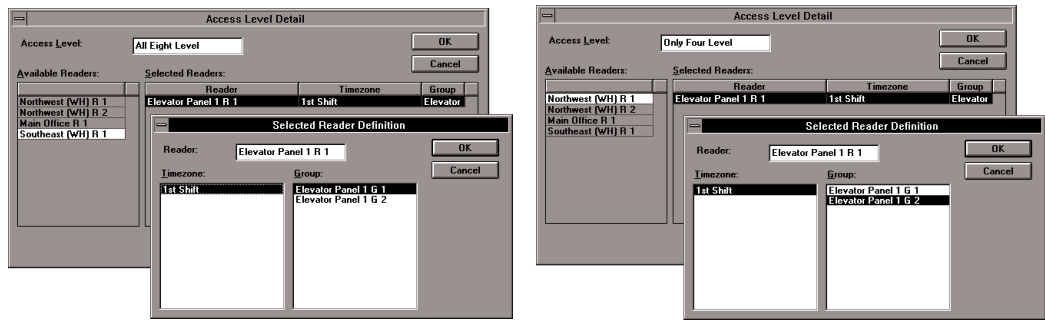 Access Level Detail
Access Level: All Eight Level
OK
Cancel
Available Readers: Selected Readers:
Reader Timezone Group
Northwest (WH) R 1
Northwest (WH) R 2
Main Office R 1
Southeast (WH) R 1
Elevator Panel 1 R 1 1st Shift Elevator
Selected Reader Definition
Reader: Elevator Panel 1 R 1
OK
Cancel
Timezone: Group:
1st Shift
Elevator Panel 1 G 1
Elevator Panel 1 G 2
Access Level Detail
Access Level: Only Four Level
OK
Cancel
Available Readers: Selected Readers:
Reader Timezone Group
Northwest (WH) R 1
Northwest (WH) R 2
Main Office R 1
Southeast (WH) R 1
Elevator Panel 1 R 1 1st Shift Elevator
Selected Reader Definition
Reader: Elevator Panel 1 R 1
OK
Cancel
Timezone: Group:
1st Shift
Elevator Panel 1 G 1
Elevator Panel 1 G 2